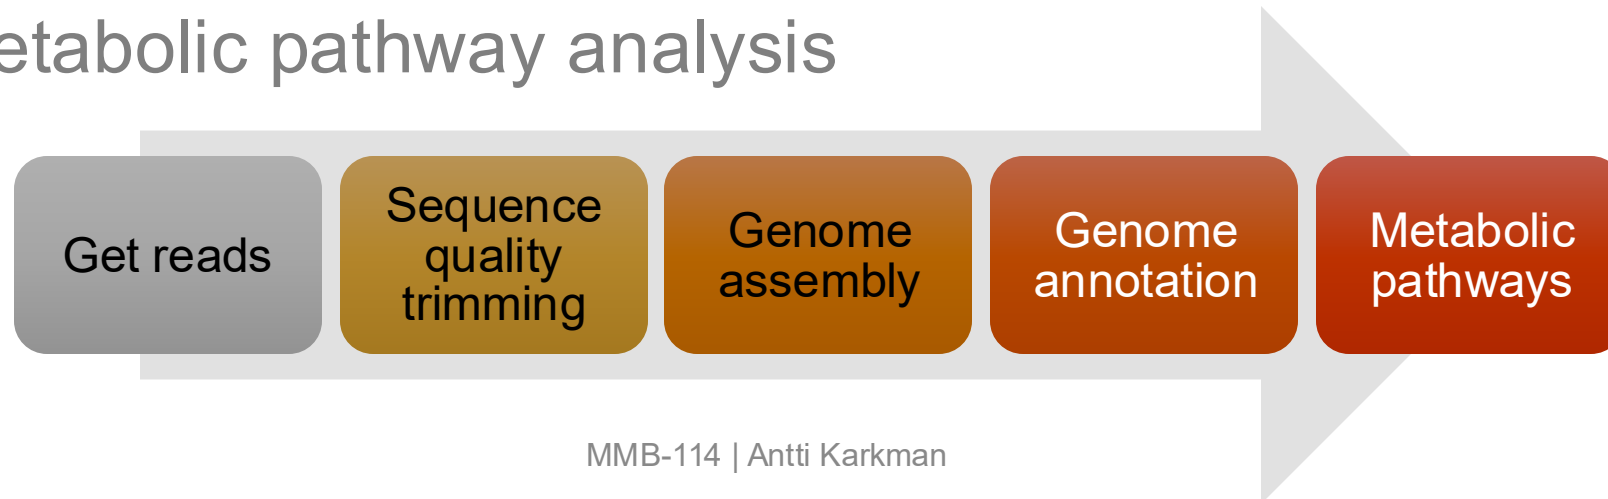 etabolic pathway analysis
Get reads
Sequence
quality
trimming
Genome
assembly
Genome
annotation
Metabolic
pathways
MMB-114 | Antti Karkman